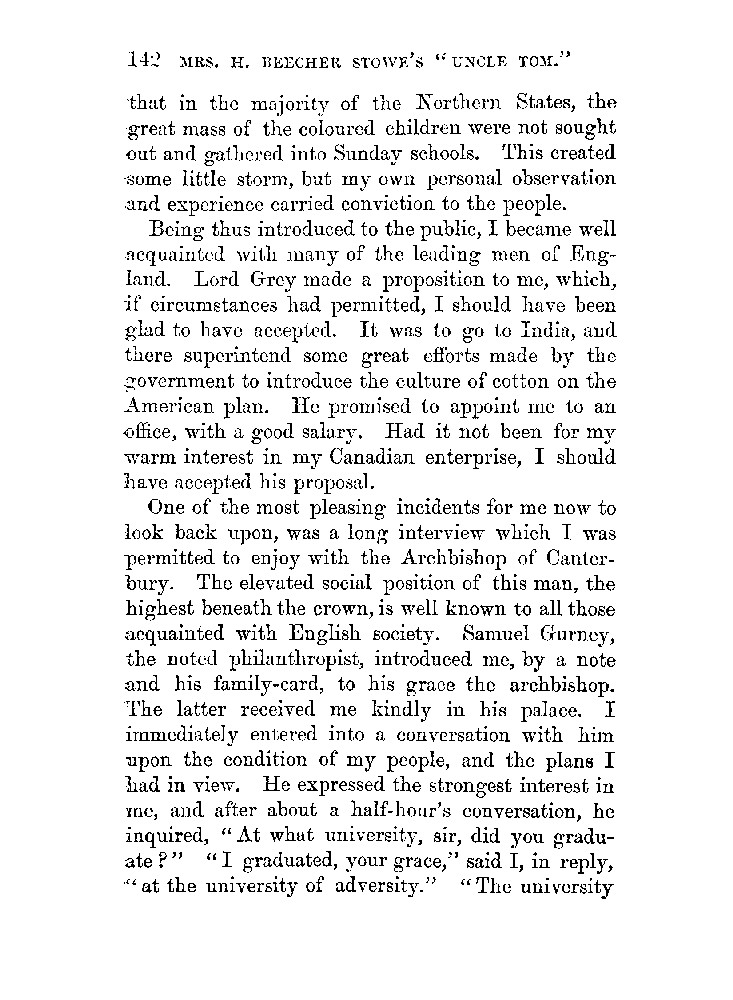 142 MRS. H. BEECHER STOWE'S "UNCLE TOM."
that in the majority of the Northern States, the
great mass of the coloured children were not sought
out and gathered into Sunday schools. This created
some little storm, but my own personal observation
and experience carried conviction to the people.
Being thus introduced to the public, I became well
acquainted with many of the leading men of Eng-
land. Lord Grey made a proposition to me, which,
if circumstances had permitted, I should have been
glad to have accepted. It was to go to India, and
there superintend some great efforts made by the
government to introduce the culture of cotton on the
American plan. He promised to appoint me to an
office, with a good salary. Had it not been for my
warm interest in my Canadian enterprise, I should
have accepted his proposal.
One of the most pleasing incidents for me now to
look back upon, was a long interview which I was
permitted to enjoy with the Archbishop of Canter-
bury. The elevated social position of this man, the
highest beneath the crown, is well known to all those
acquainted with English society. Samuel Gurney,
the noted philanthropist, introduced me, by a note
and his family-card, to his grace the archbishop.
The latter received me kindly in his palace. I
immediately entered into a conversation with him
upon the condition of my people, and the plans I
had in view. He expressed the strongest interest in
me, and after about a half-hour's conversation, he
inquired, "At what university, sir, did you gradu-
ate?" "I graduated, your grace," said I, in reply,
"at the university of adversity." "The university